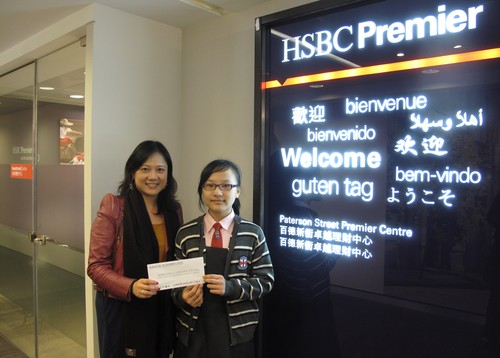 HSBC Premier
歡迎 bienvenue
أهلا وسهلا
bienvenido 欢迎
Welcome bem-vindo
guten tag ようこそ
Paterson Street Premier Centre
百德新街卓越理財中心
百德新街卓越理财中心
HSBC Premier